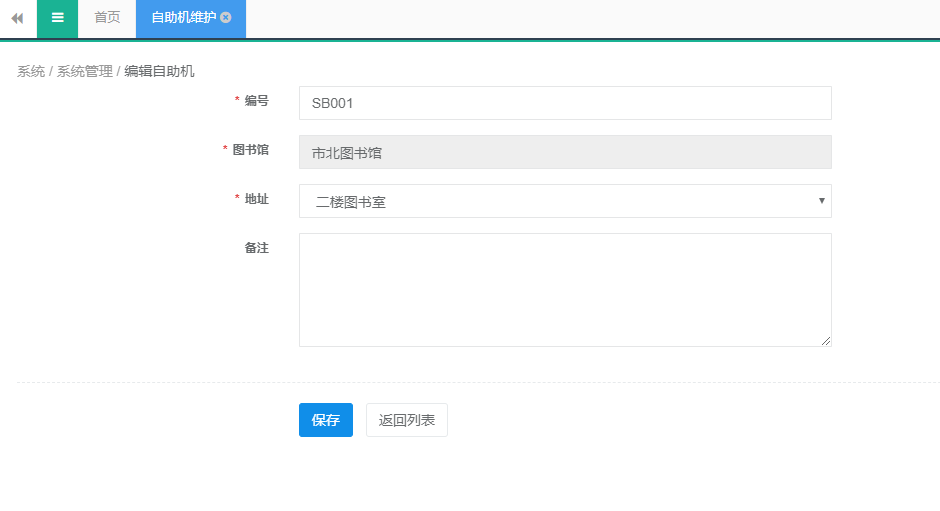 首页 自助机维护
系统 / 系统管理 / 编辑自助机
* 编号 SB001
* 图书馆 市北图书馆
* 地址 二楼图书室
备注
保存 返回列表